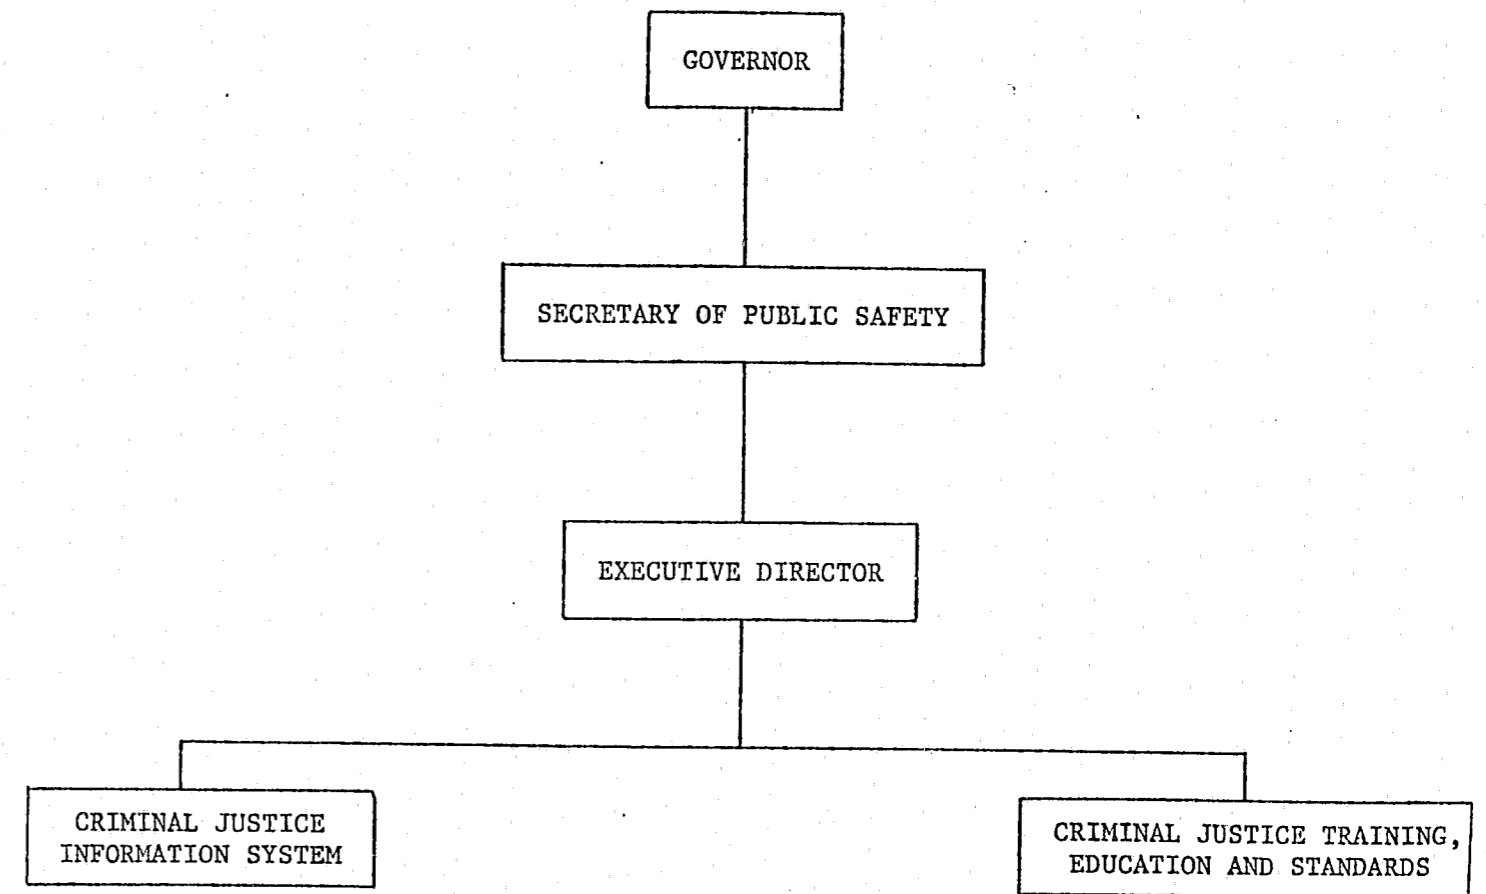 GOVERNOR
SECRETARY OF PUBLIC SAFETY
EXECUTIVE DIRECTOR
CRIMINAL JUSTICE
INFORMATION SYSTEM
CRIMINAL JUSTICE TRAINING,
EDUCATION AND STANDARDS